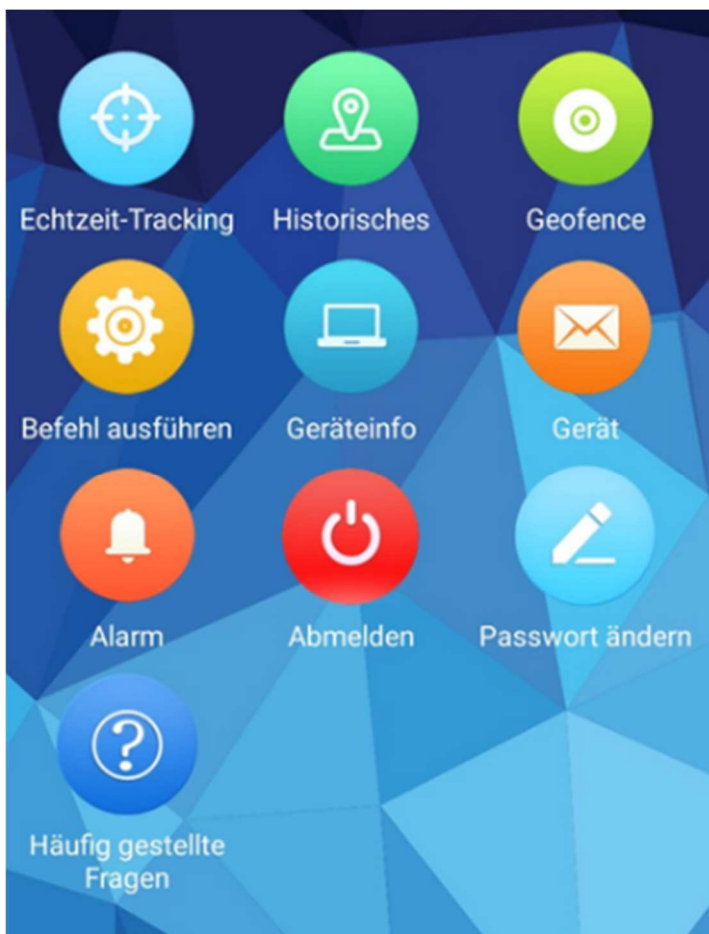 Echtzeit-Tracking
Historisches
Geofence
Befehl ausführen
Geräteinfo
Gerät
Alarm
Abmelden
Passwort ändern
?
Häufig gestellte
Fragen